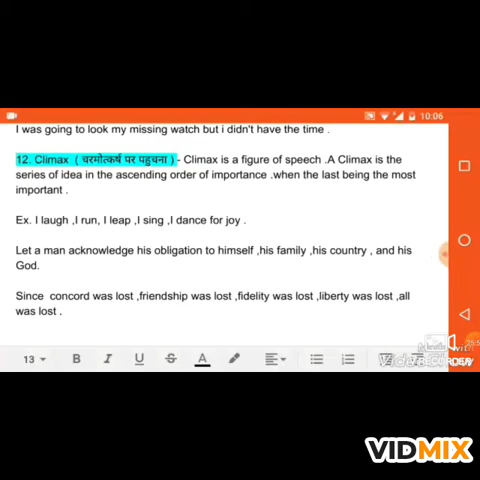 10:06
I was going to look my missing watch but i didn't have the time .
12. Climax ( चरमोत्कर्ष पर पहुचना ) - Climax is a figure of speech .A Climax is the
series of idea in the ascending order of importance .when the last being the most
important .
Ex. I laugh ,I run, I leap ,I sing ,I dance for joy .
Let a man acknowledge his obligation to himself ,his family ,his country , and his
God.
Since concord was lost ,friendship was lost ,fidelity was lost ,liberty was lost ,all
was lost .
13 B I U S A
VIDMIX